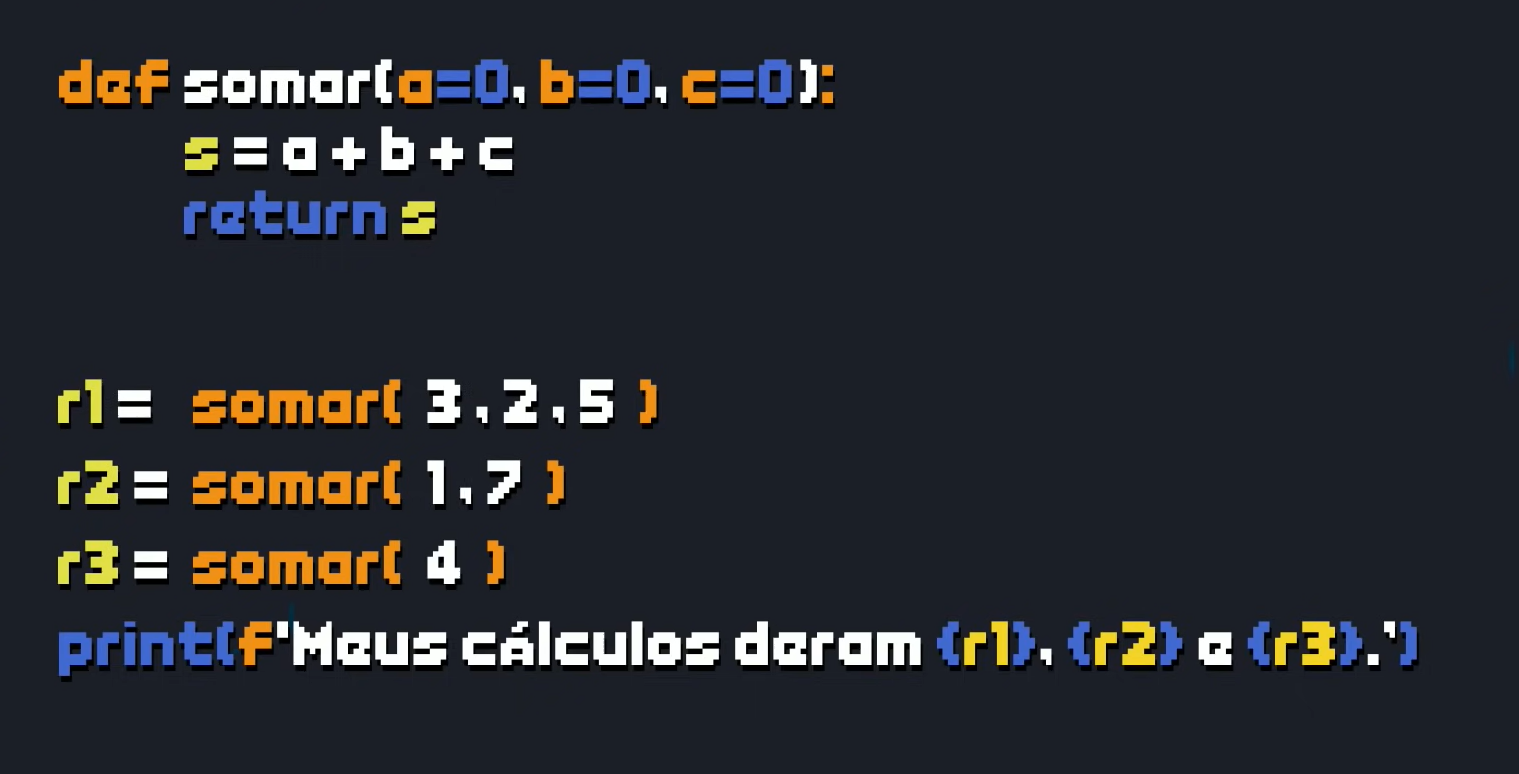 def somar(a=0, b=0, c=0):
s = a + b + c
return s
r1 = somar( 3 , 2 , 5 )
r2 = somar( 1 , 7 )
r3 = somar( 4 )
print(f'Meus cálculos deram {r1}, {r2} e {r3}.')